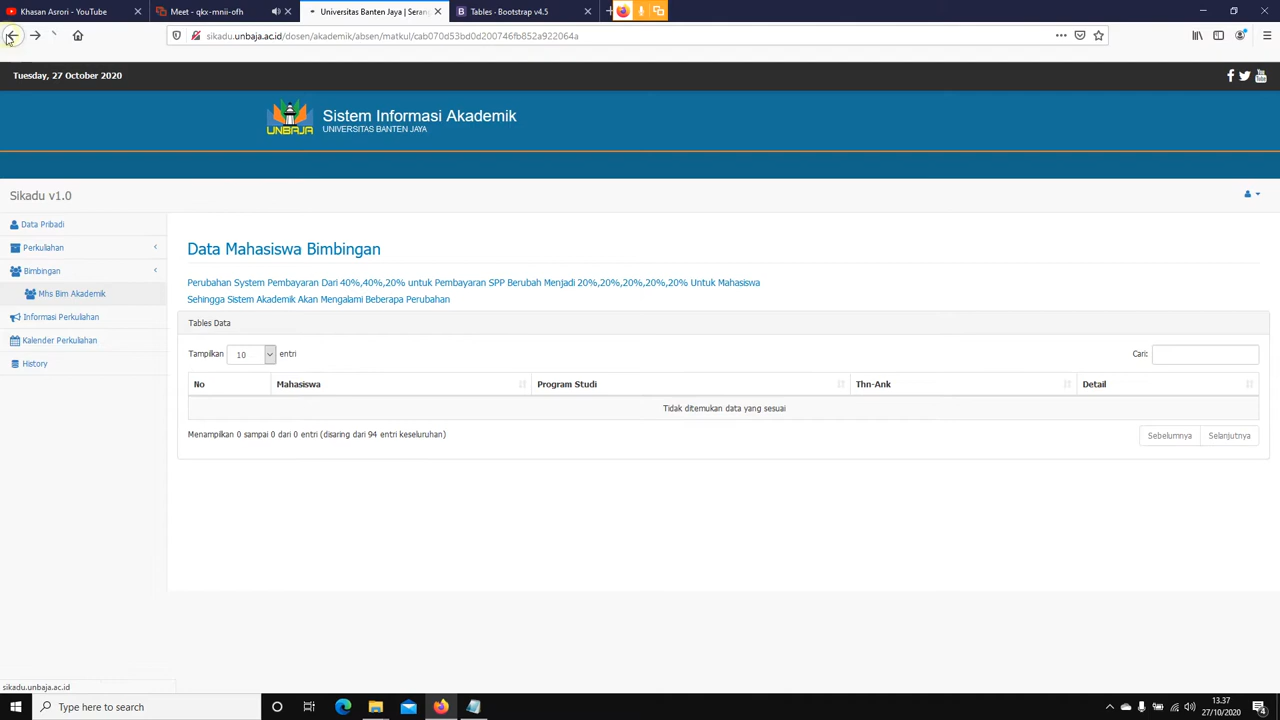 Khasan Asrori - YouTube
Meet - qkx-mnii-ofh
Universitas Banten Jaya | Serang
Tables - Bootstrap v4.5
sikadu.unbaja.ac.id/dosen/akademik/absen/matkul/cab070d53bd0d200746fb852a922064a
Tuesday, 27 October 2020
UNBAJA
Sistem Informasi Akademik
UNIVERSITAS BANTEN JAYA
Sikadu v1.0
Data Pribadi
Perkuliahan
Bimbingan
Mhs Bim Akademik
Informasi Perkuliahan
Kalender Perkuliahan
History
Data Mahasiswa Bimbingan
Perubahan System Pembayaran Dari 40%,40%,20% untuk Pembayaran SPP Berubah Menjadi 20%,20%,20%,20%,20% Untuk Mahasiswa
Sehingga Sistem Akademik Akan Mengalami Beberapa Perubahan
Tables Data
Tampilkan 10 entri
Cari:
No Mahasiswa Program Studi Thn-Ank Detail
Tidak ditemukan data yang sesuai
Menampilkan 0 sampai 0 dari 0 entri (disaring dari 94 entri keseluruhan)
Sebelumnya Selanjutnya
sikadu.unbaja.ac.id
Type here to search
13.37
27/10/2020
4